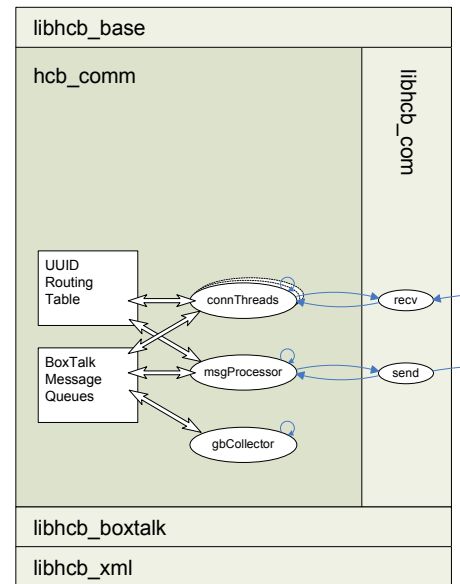 libhcb_base
hcb_comm
libhcb_com
UUID
Routing
Table
connThreads
recv
BoxTalk
Message
Queues
msgProcessor
send
gbCollector
libhcb_boxtalk
libhcb_xml